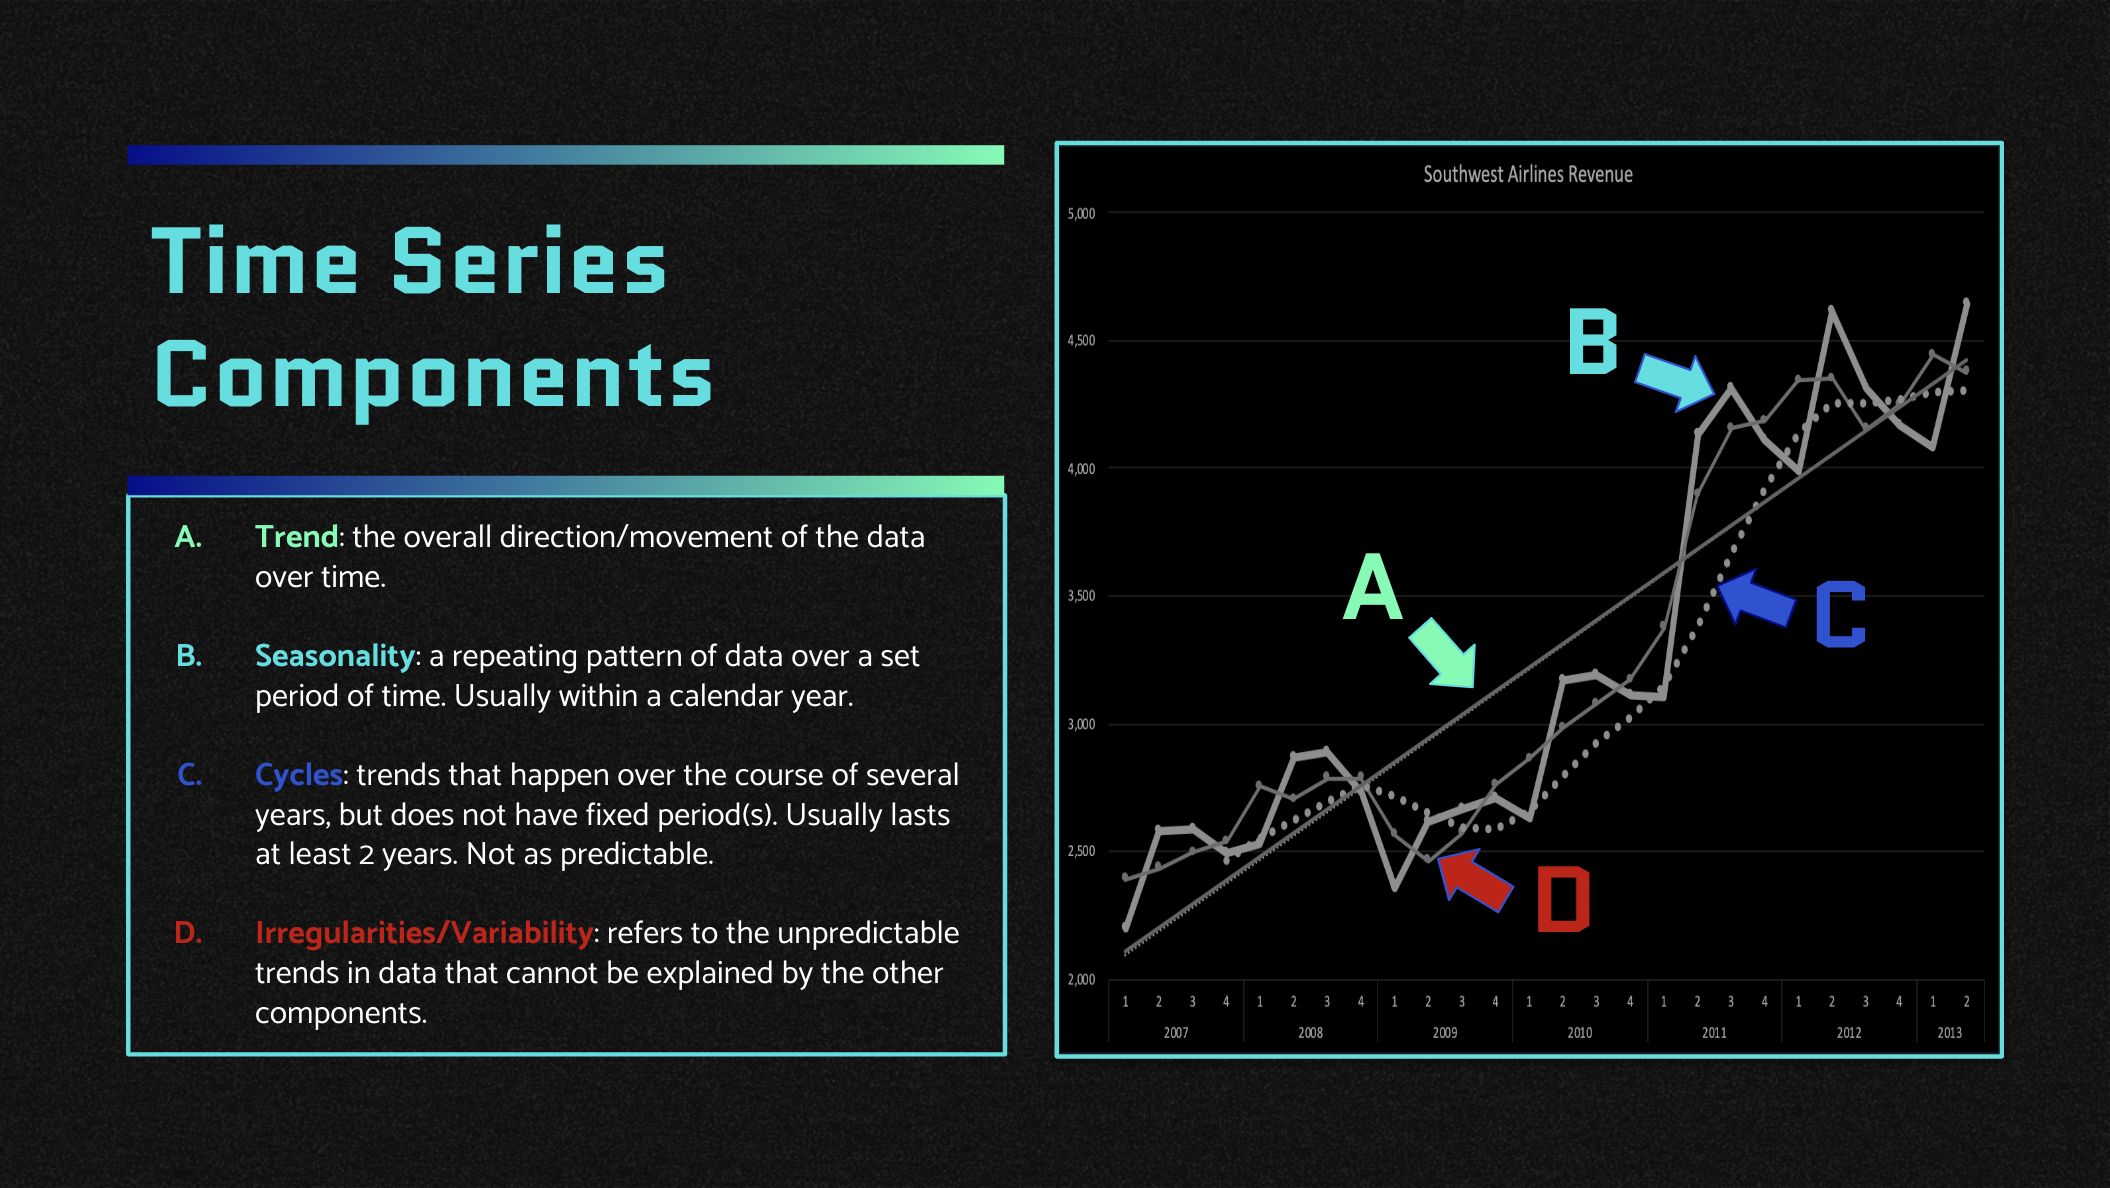 Time Series
Components
A. Trend: the overall direction/movement of the data
over time.
B. Seasonality: a repeating pattern of data over a set
period of time. Usually within a calendar year.
C. Cycles: trends that happen over the course of several
years, but does not have fixed period(s). Usually lasts
at least 2 years. Not as predictable.
D. Irregularities/Variability: refers to the unpredictable
trends in data that cannot be explained by the other
components.
Southwest Airlines Revenue
5,000
4,500
4,000
3,500
3,000
2,500
2,000
B
A
C
D
1 2 3 4 1 2 3 4 1 2 3 4 1 2 3 4 1 2 3 4 1 2 3 4 1 2
2007 2008 2009 2010 2011 2012 2013